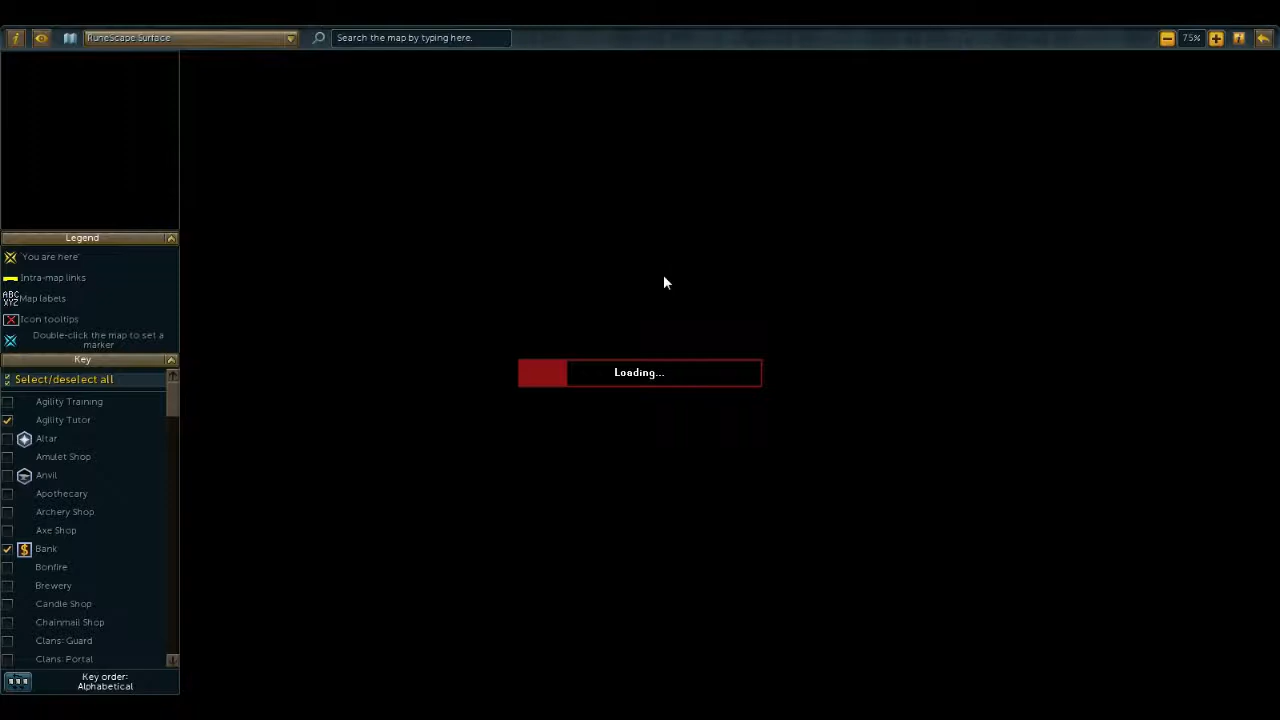 RuneScape Surface
Search the map by typing here.
75%
Legend
'You are here'
Intra-map links
ABC
XYZ
Map labels
Icon tooltips
Double-click the map to set a
marker
Key
Select/deselect all
Agility Training
Agility Tutor
Altar
Amulet Shop
Anvil
Apothecary
Archery Shop
Axe Shop
$ Bank
Bonfire
Brewery
Candle Shop
Chainmail Shop
Clans: Guard
Clans: Portal
Key order:
Alphabetical
Loading...